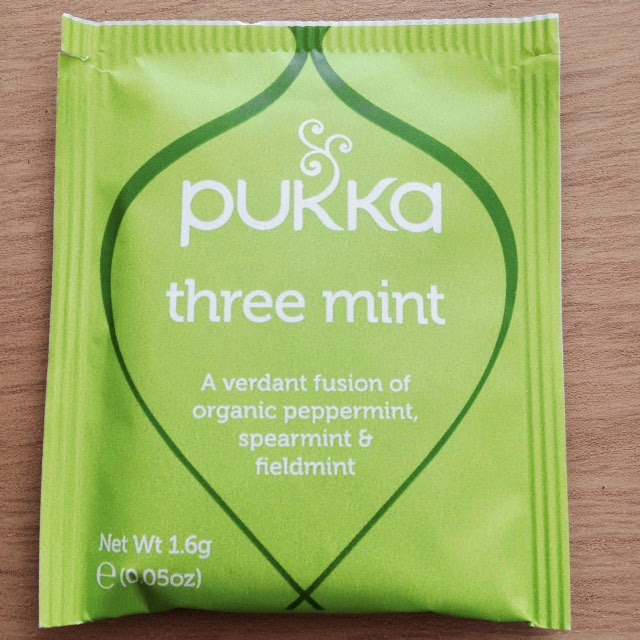 pukka
three mint
A verdant fusion of
organic peppermint,
spearmint &
fieldmint
Net Wt 1.6g
℮ (0.05oz)